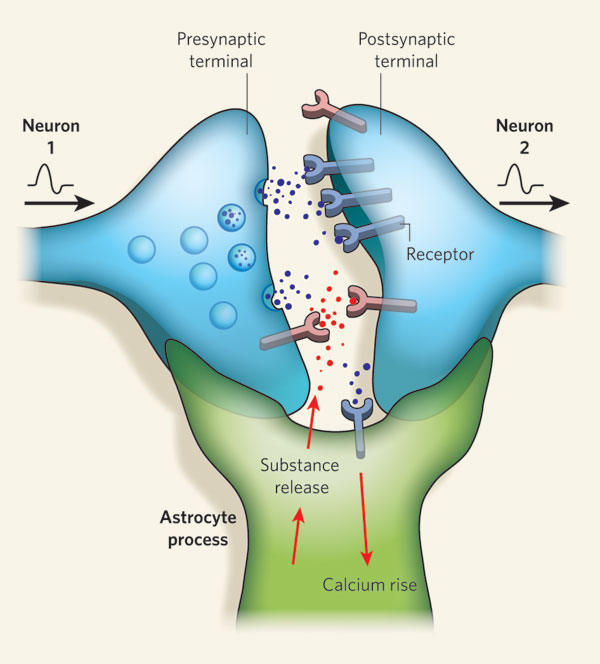 Presynaptic
terminal
Postsynaptic
terminal
Neuron
1
Neuron
2
Receptor
Substance
release
Astrocyte
process
Calcium rise